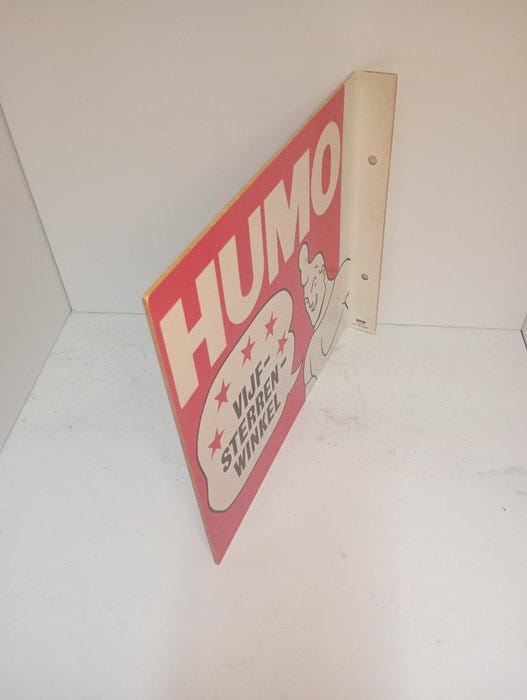 HUMO
VIJF-
STERREN-
WINKEL